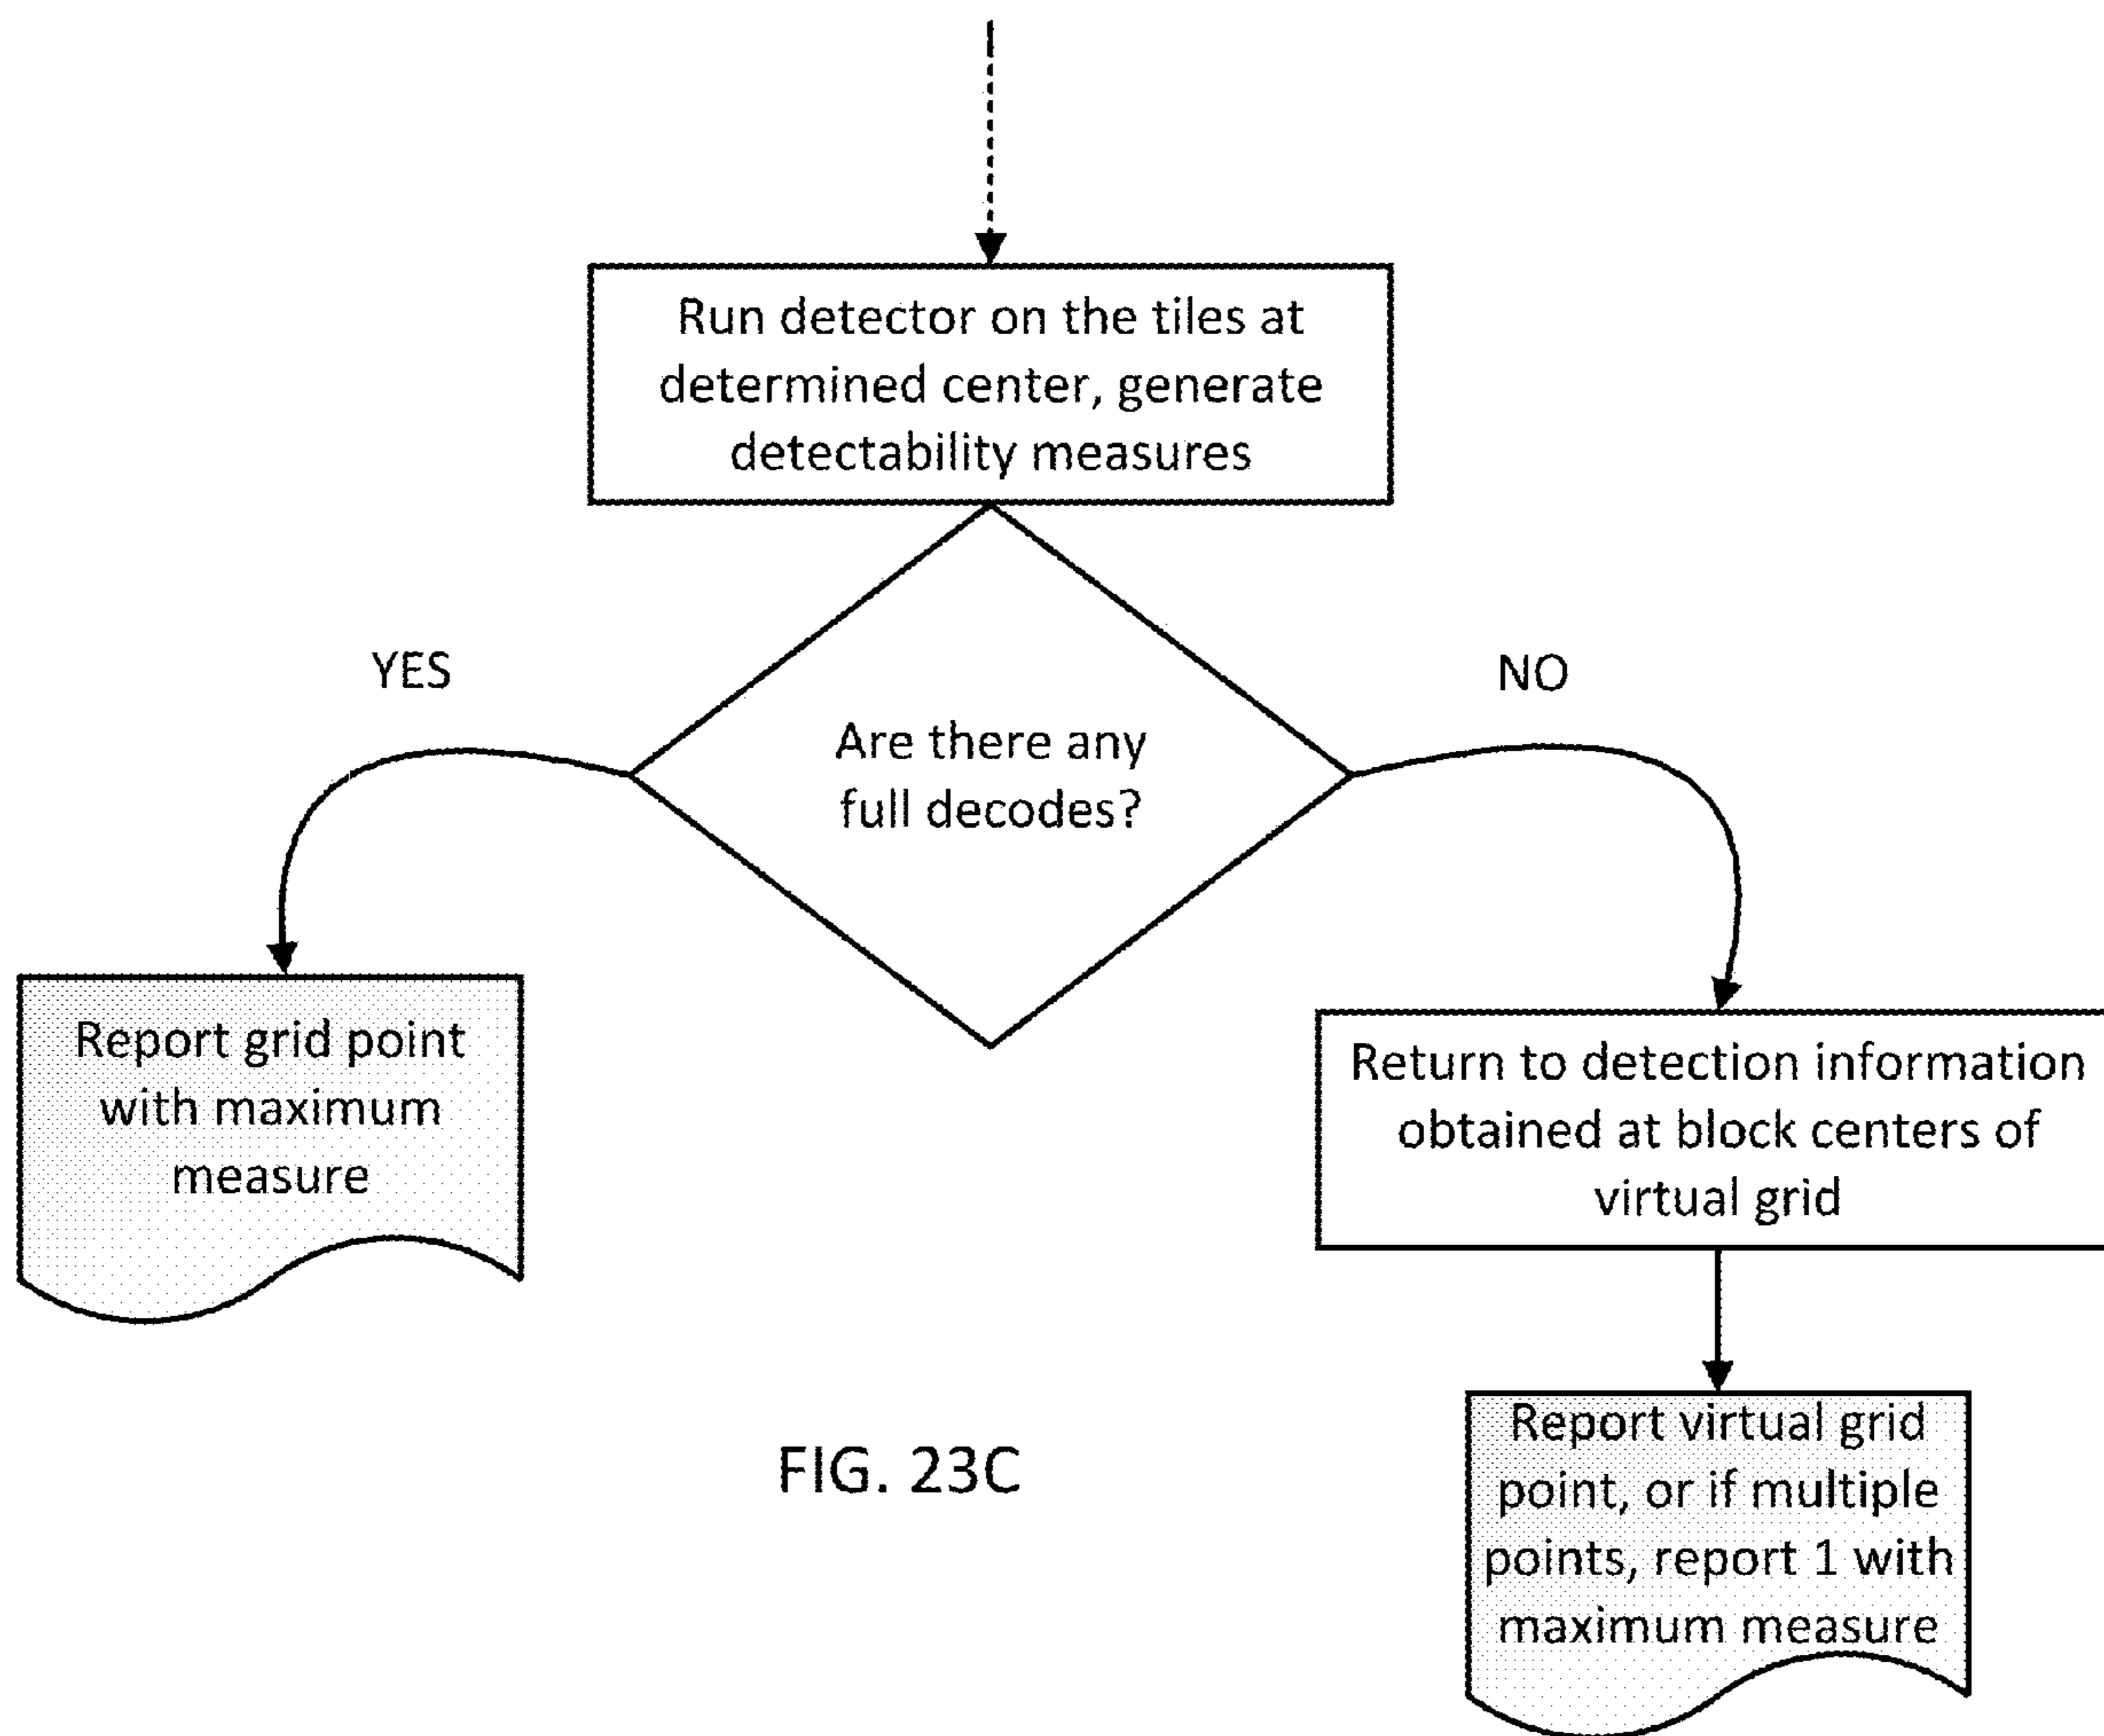 Run detector on the tiles at
determined center, generate
detectability measures
YES
NO
Are there any
full decodes?
Report grid point
with maximum
measure
Return to detection information
obtained at block centers of
virtual grid
Report virtual grid
point, or if multiple
points, report 1 with
maximum measure
FIG. 23C